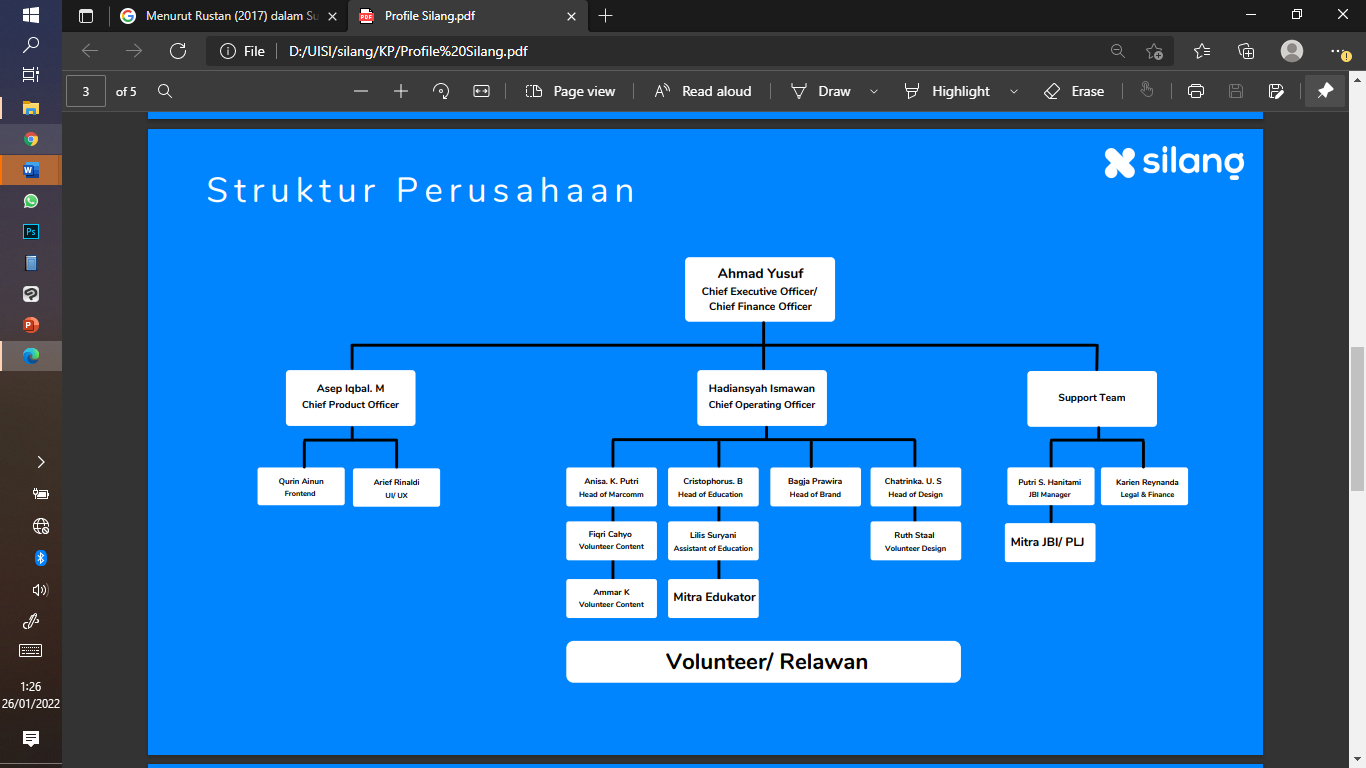 Menurut Rustan (2017) dalam Su
Profile Silang.pdf
File
D:/UISI/silang/KP/Profile%20Silang.pdf
3 of 5
Page view
Read aloud
Draw
Highlight
Erase
silang
Struktur Perusahaan
Ahmad Yusuf
Chief Executive Officer/
Chief Finance Officer
Asep Iqbal. M
Chief Product Officer
Hadiansyah Ismawan
Chief Operating Officer
Support Team
Qurin Ainun
Frontend
Arief Rinaldi
UI/ UX
Anisa. K. Putri
Head of Marcomm
Cristophorus. B
Head of Education
Bagja Prawira
Head of Brand
Chatrinka. U. S
Head of Design
Putri S. Hanitami
JBI Manager
Karien Reynanda
Legal & Finance
Fiqri Cahyo
Volunteer Content
Lilis Suryani
Assistant of Education
Ruth Staal
Volunteer Design
Mitra JBI/ PLJ
Ammar K
Volunteer Content
Mitra Edukator
Volunteer/ Relawan
1:26
26/01/2022